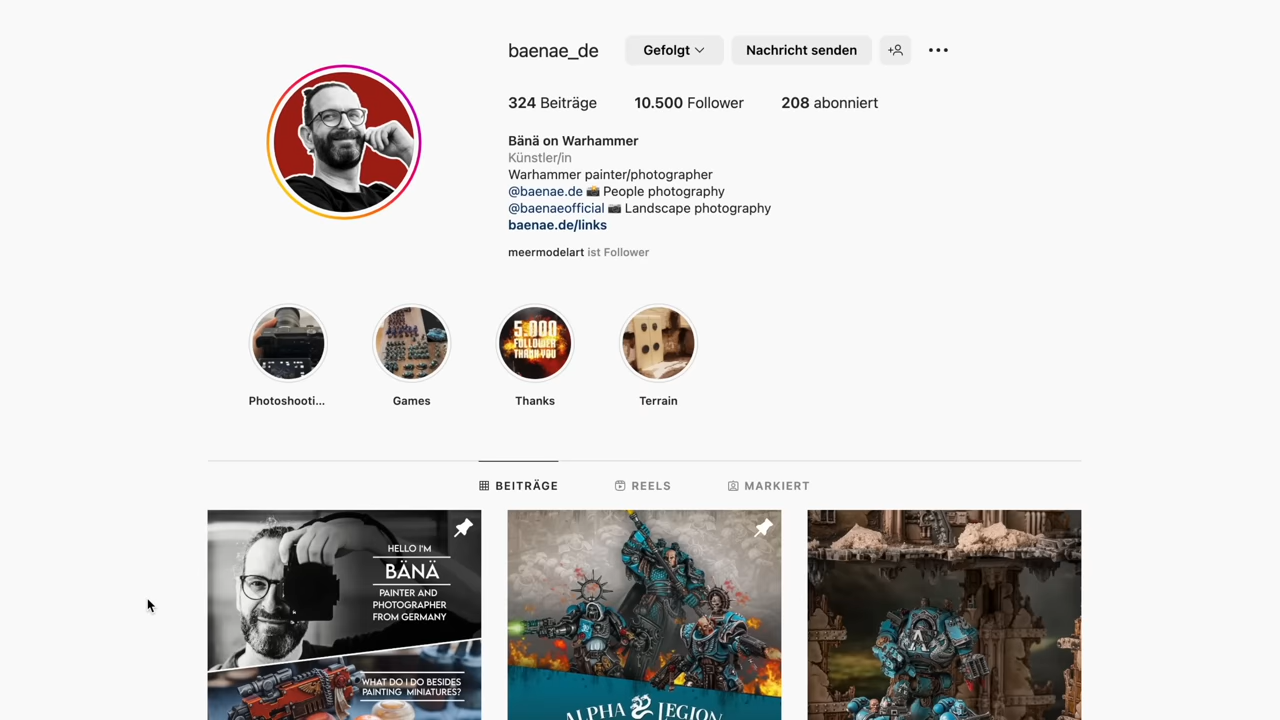 baenae_de
Gefolgt
Nachricht senden
324 Beiträge
10.500 Follower
208 abonniert
Bänä on Warhammer
Künstler/in
Warhammer painter/photographer
@baenae.de 📸 People photography
@baenaeofficial 📷 Landscape photography
baenae.de/links
meermodelart ist Follower
5.000
FOLLOWER
THANK YOU
Photoshooti...
Games
Thanks
Terrain
BEITRÄGE
REELS
MARKIERT
HELLO I'M
BÄNÄ
PAINTER AND
PHOTOGRAPHER
FROM GERMANY
WHAT DO I DO BESIDES
PAINTING MINIATURES?
ALPHA LEGION